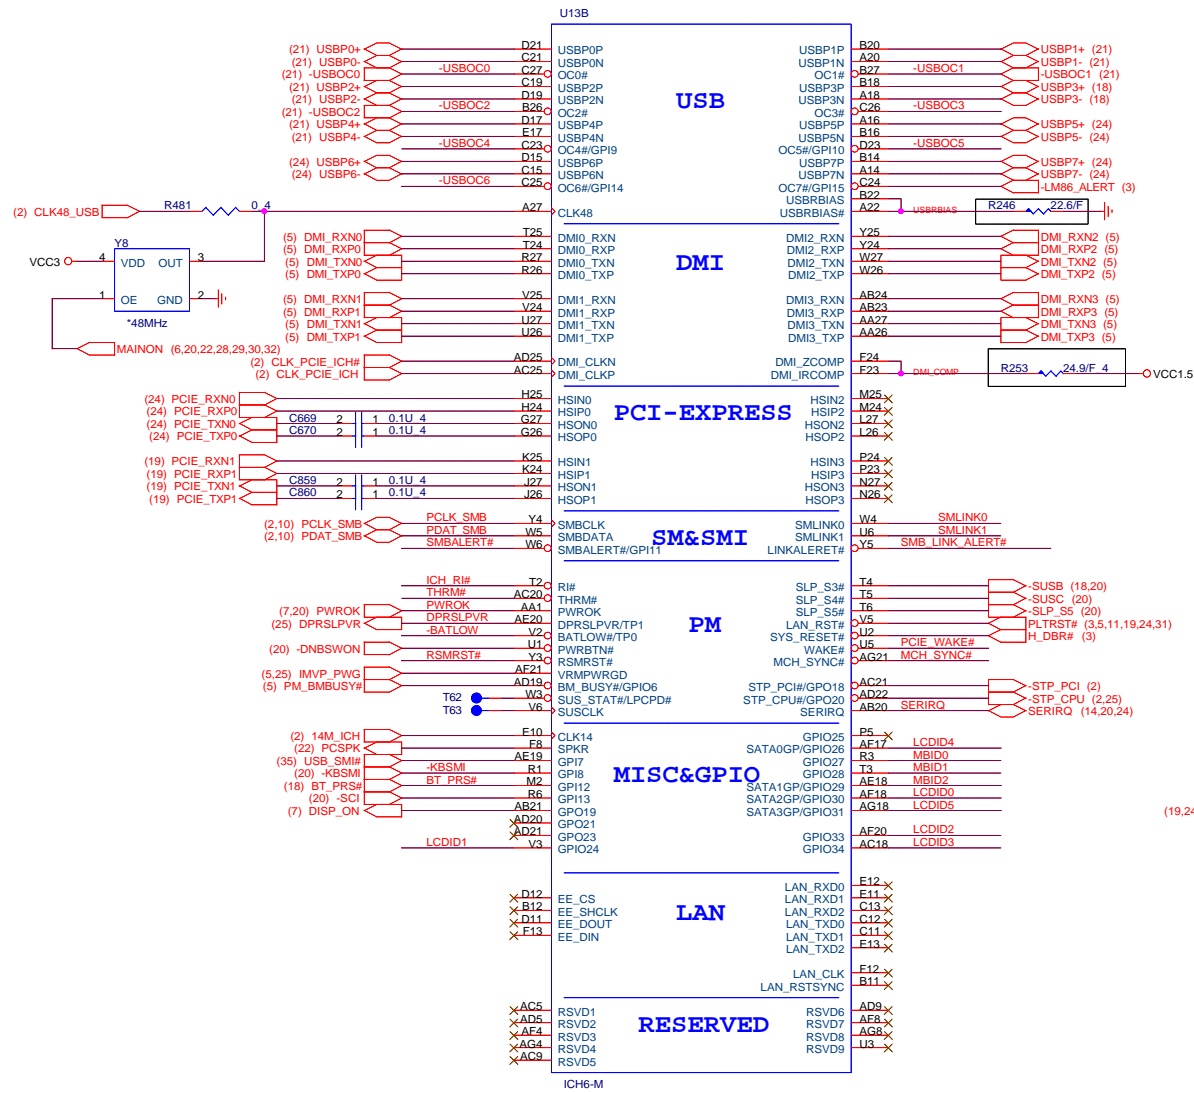 U13B
(21) USBP0+ D21 USBP0P USBP1P B20 USBP1+ (21)
(21) USBP0- C21 USBP0N USBP1N A20 USBP1- (21)
(21) -USBOC0 -USBOC0 C27 OC0# OC1# B27 -USBOC1 -USBOC1 (21)
(21) USBP2+ C19 USBP2P USBP3P B18 USBP3+ (18)
(21) USBP2- D19 USBP2N USB USBP3N A18 USBP3- (18)
(21) -USBOC2 -USBOC2 B26 OC2# OC3# C26 -USBOC3
(21) USBP4+ D17 USBP4P USBP5P A16 USBP5+ (24)
(21) USBP4- E17 USBP4N USBP5N B16 USBP5- (24)
-USBOC4 C23 OC4#/GPI9 OC5#/GPI10 D23 -USBOC5
(24) USBP6+ D15 USBP6P USBP7P B14 USBP7+ (24)
(24) USBP6- C15 USBP6N USBP7N A14 USBP7- (24)
-USBOC6 C25 OC6#/GPI14 OC7#/GPI15 C24 -LM86_ALERT (3)
USBRBIAS B22
(2) CLK48_USB R481 0_4 A27 CLK48 USBRBIAS# A22 USBRBIAS R246 22.6/F
(5) DMI_RXN0 T25 DMI0_RXN DMI2_RXN Y25 DMI_RXN2 (5)
Y8
(5) DMI_RXP0 T24 DMI0_RXP DMI2_RXP Y24 DMI_RXP2 (5)
VCC3 4 VDD OUT 3 (5) DMI_TXN0 R27 DMI0_TXN DMI DMI2_TXN W27 DMI_TXN2 (5)
(5) DMI_TXP0 R26 DMI0_TXP DMI2_TXP W26 DMI_TXP2 (5)
1 OE GND 2 (5) DMI_RXN1 V25 DMI1_RXN DMI3_RXN AB24 DMI_RXN3 (5)
(5) DMI_RXP1 V24 DMI1_RXP DMI3_RXP AB23 DMI_RXP3 (5)
*48MHz (5) DMI_TXN1 U27 DMI1_TXN DMI3_TXN AA27 DMI_TXN3 (5)
(5) DMI_TXP1 U26 DMI1_TXP DMI3_TXP AA26 DMI_TXP3 (5)
MAINON (6,20,22,28,29,30,32)
(2) CLK_PCIE_ICH# AD25 DMI_CLKN DMI_ZCOMP F24
(2) CLK_PCIE_ICH AC25 DMI_CLKP DMI_IRCOMP F23 DMI_COMP R253 24.9/F_4 VCC1.5
(24) PCIE_RXN0 H25 HSIN0 HSIN2 M25
(24) PCIE_RXP0 H24 HSIP0 PCI-EXPRESS HSIP2 M24
(24) PCIE_TXN0 C669 2 1 0.1U_4 G27 HSON0 HSON2 L27
(24) PCIE_TXP0 C670 2 1 0.1U_4 G26 HSOP0 HSOP2 L26
(19) PCIE_RXN1 K25 HSIN1 HSIN3 P24
(19) PCIE_RXP1 K24 HSIP1 HSIP3 P23
(19) PCIE_TXN1 C859 2 1 0.1U_4 J27 HSON1 HSON3 N27
(19) PCIE_TXP1 C860 2 1 0.1U_4 J26 HSOP1 HSOP3 N26
(2,10) PCLK_SMB PCLK_SMB Y4 SMBCLK SMLINK0 W4 SMLINK0
(2,10) PDAT_SMB PDAT_SMB W5 SMBDATA SM&SMI SMLINK1 U6 SMLINK1
SMBALERT# W6 SMBALERT#/GPI11 LINKALERET# Y5 SMB_LINK_ALERT#
ICH_RI# T2 RI# SLP_S3# T4 -SUSB (18,20)
THRM# AC20 THRM# SLP_S4# T5 -SUSC (20)
(7,20) PWROK PWROK AA1 PWROK SLP_S5# T6 -SLP_S5 (20)
(25) DPRSLPVR DPRSLPVR AE20 DPRSLPVR/TP1 PM LAN_RST# V5 PLTRST# (3,5,11,19,24,31)
-BATLOW V2 BATLOW#/TP0 SYS_RESET# U2 H_DBR# (3)
(20) -DNBSWON U1 PWRBTN# WAKE# U5 PCIE_WAKE#
RSMRST# Y3 RSMRST# MCH_SYNC# AG21 MCH_SYNC#
(5,25) IMVP_PWG AF21 VRMPWRGD
(5) PM_BMBUSY# AD19 BM_BUSY#/GPIO6 STP_PCI#/GPO18 AC21 -STP_PCI (2)
T62 W3 SUS_STAT#/LPCPD# STP_CPU#/GPO20 AD22 -STP_CPU (2,25)
T63 V6 SUSCLK SERIRQ AB20 SERIRQ SERIRQ (14,20,24)
(2) 14M_ICH E10 CLK14 GPIO25 P5
(22) PCSPK F8 SPKR SATA0GP/GPIO26 AF17 LCDID4
(35) USB_SMI# AE19 GPI7 GPIO27 R3 MBID0
(20) -KBSMI -KBSMI R1 GPI8 MISC&GPIO GPIO28 T3 MBID1
(18) BT_PRS# BT_PRS# M2 GPI12 SATA1GP/GPIO29 AE18 MBID2
(20) -SCI R6 GPI13 SATA2GP/GPIO30 AF18 LCDID0
(7) DISP_ON AB21 GPO19 SATA3GP/GPIO31 AG18 LCDID5 (19,24
AD20 GPO21
AD21 GPO23 GPIO33 AF20 LCDID2
LCDID1 V3 GPIO24 GPIO34 AC18 LCDID3
LAN_RXD0 E12
D12 EE_CS LAN_RXD1 E11
B12 EE_SHCLK LAN LAN_RXD2 C13
D11 EE_DOUT LAN_TXD0 C12
F13 EE_DIN LAN_TXD1 C11
LAN_TXD2 E13
LAN_CLK F12
LAN_RSTSYNC B11
AC5 RSVD1 RSVD6 AD9
AD5 RSVD2 RESERVED RSVD7 AF8
AF4 RSVD3 RSVD8 AG8
AG4 RSVD4 RSVD9 U3
AC9 RSVD5
ICH6-M